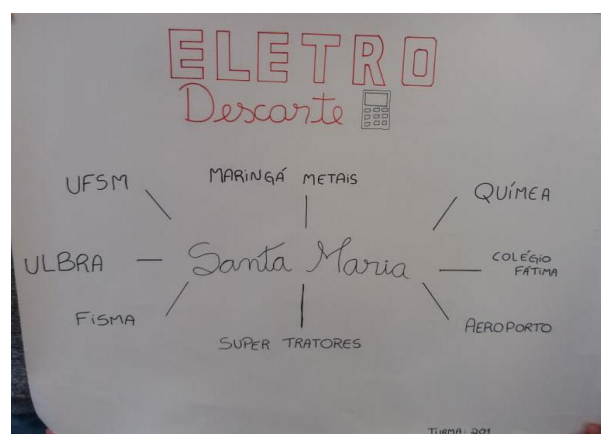 ELETRO
Descarte
UFSM
MARINGÁ METAIS
QUÍMEA
ULBRA
Santa Maria
COLÉGIO
FÁTIMA
FISMA
SUPER TRATORES
AEROPORTO
TURMA: 201